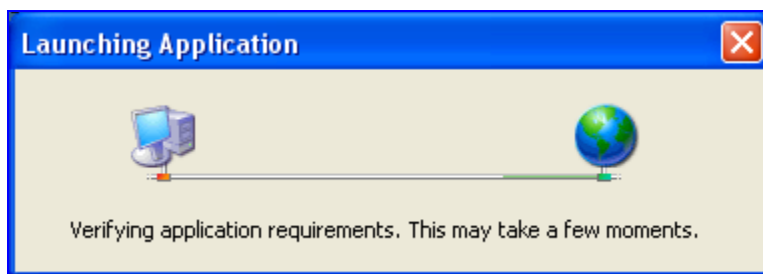 Launching Application
Verifying application requirements. This may take a few moments.